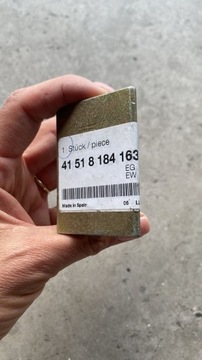 1 Stück / piece
41 51 8 184 163
EG
EW
Made in Spain 05